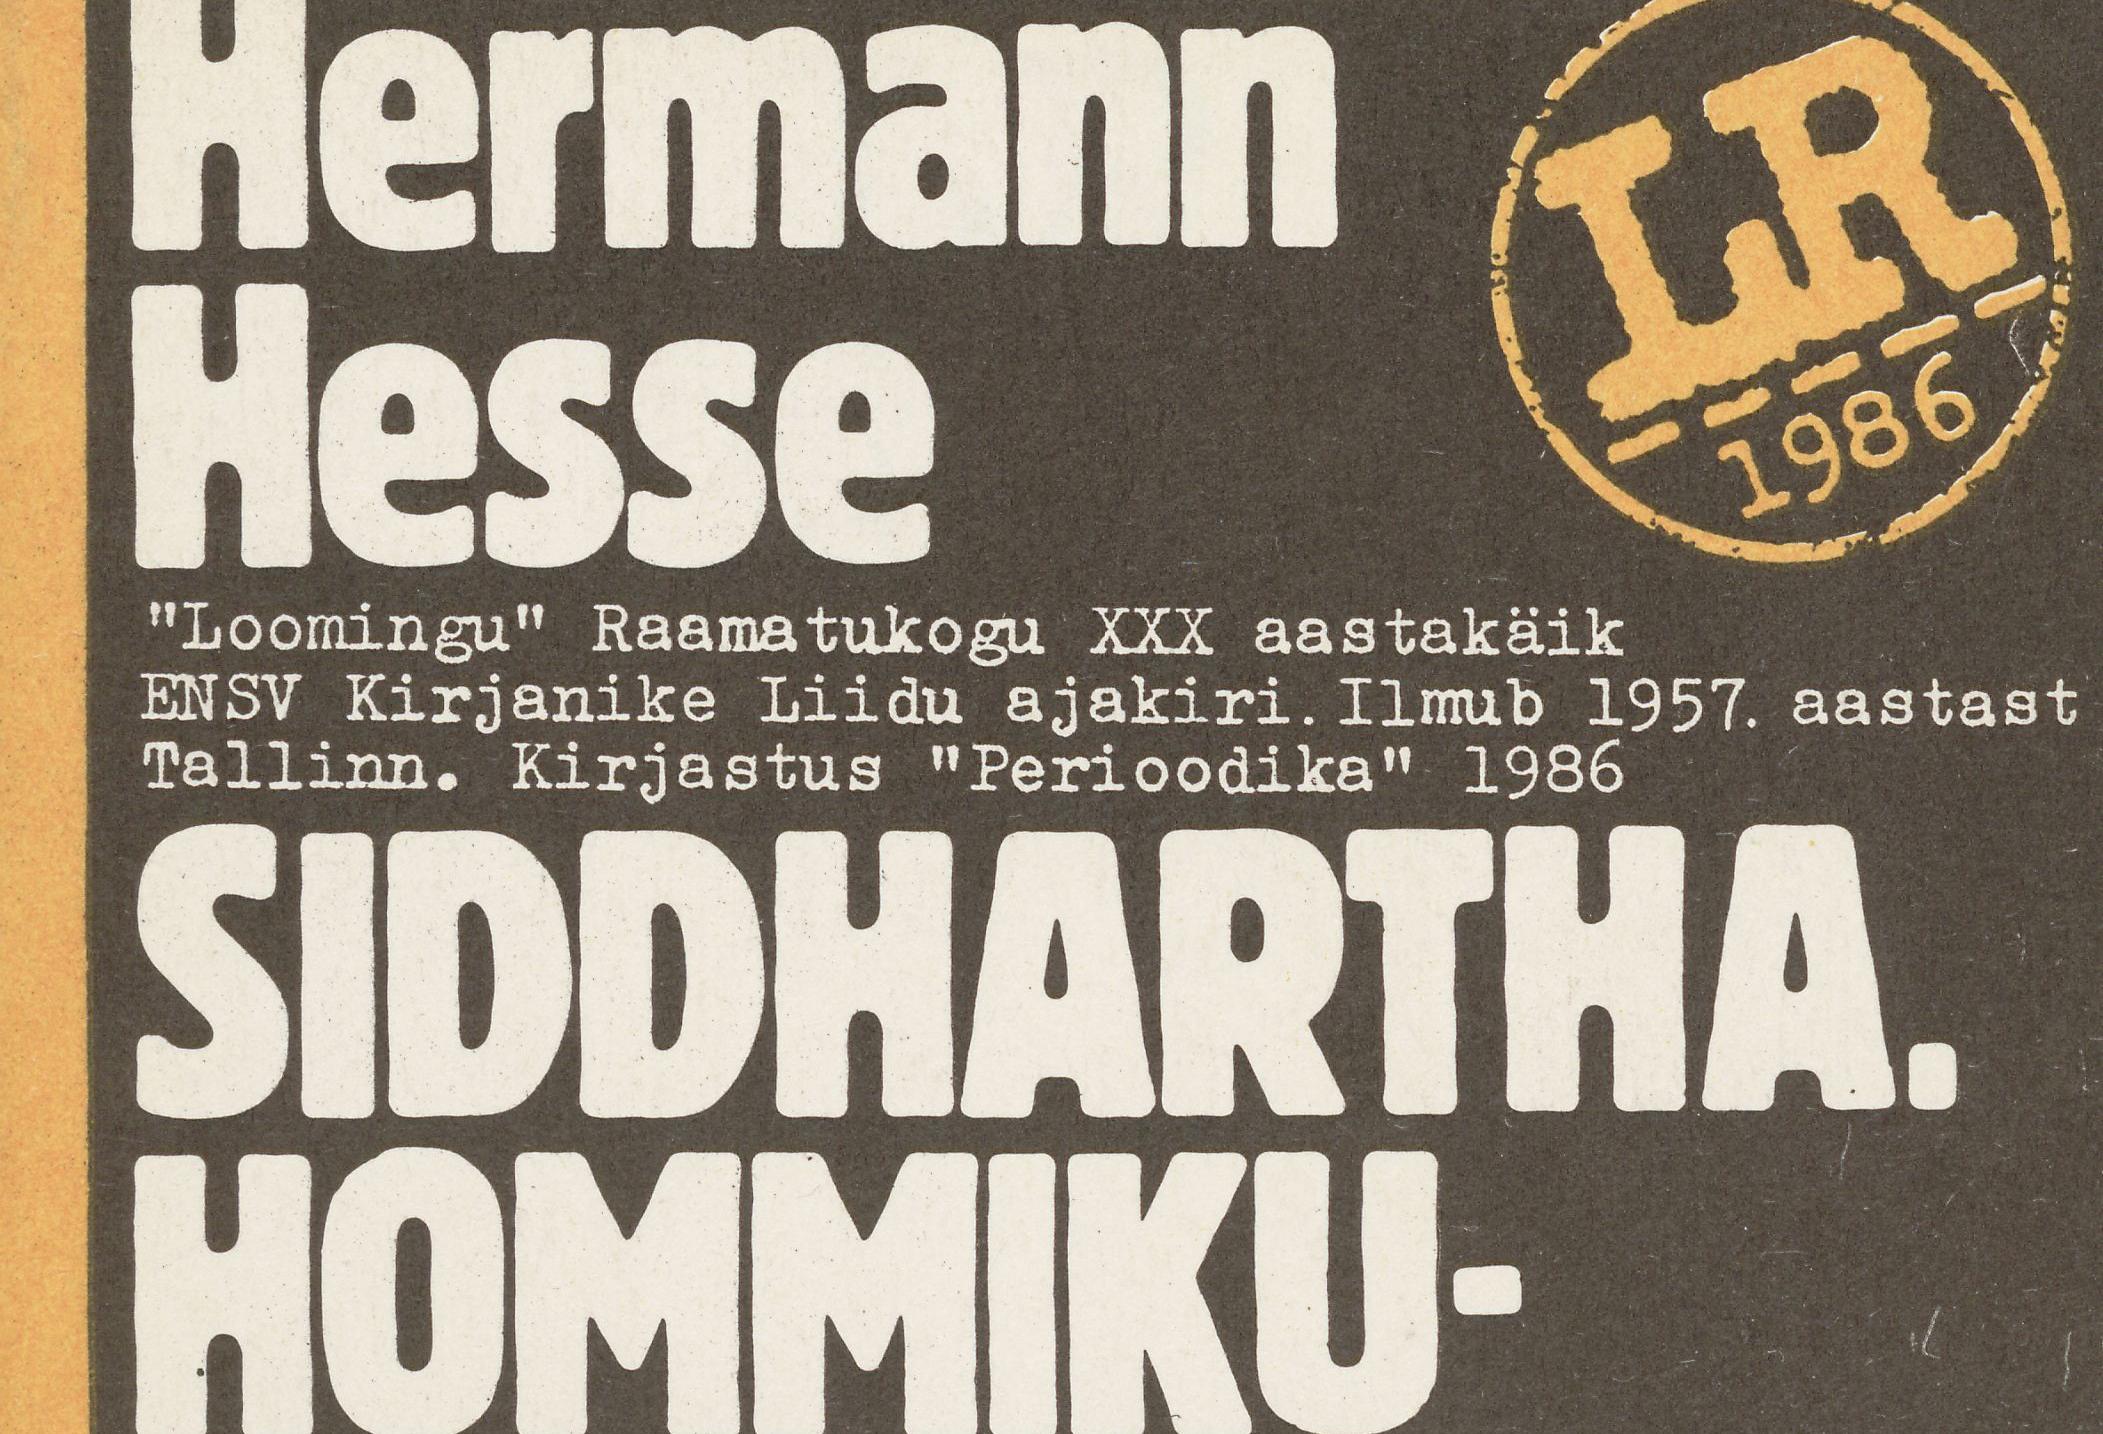 Hermann
LR
1986
Hesse
"Loomingu" Raamatukogu XXX aastakäik
ENSV Kirjanike Liidu ajakiri. Ilmub 1957. aastast
Tallinn. Kirjastus "Perioodika" 1986
SIDDHARTHA.
HOMMIKU-